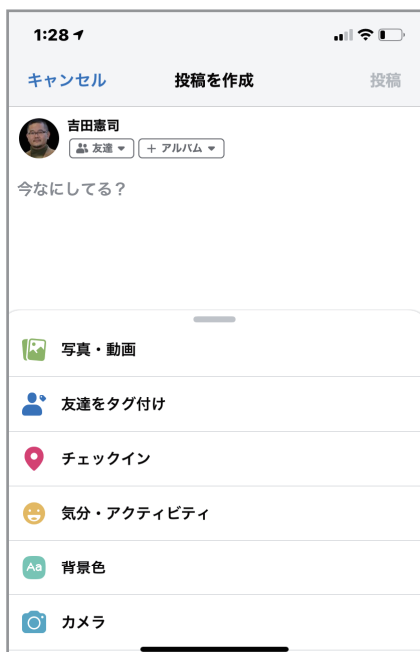 1:28
キャンセル 投稿を作成 投稿
吉田憲司
友達 + アルバム
今なにしてる？
写真・動画
友達をタグ付け
チェックイン
気分・アクティビティ
Aa 背景色
カメラ